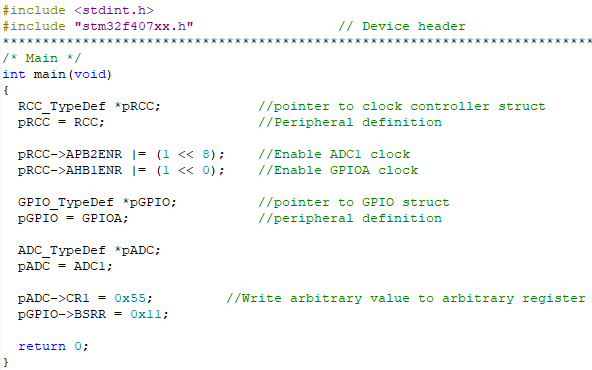 #include <stdint.h>
#include "stm32f407xx.h" // Device header
*****************************************************************************
/* Main */
int main(void)
{
RCC_TypeDef *pRCC; //pointer to clock controller struct
pRCC = RCC; //Peripheral definition
pRCC->APB2ENR |= (1 << 8); //Enable ADC1 clock
pRCC->AHB1ENR |= (1 << 0); //Enable GPIOA clock
GPIO_TypeDef *pGPIO; //pointer to GPIO struct
pGPIO = GPIOA; //peripheral definition
ADC_TypeDef *pADC;
pADC = ADC1;
pADC->CR1 = 0x55; //Write arbitrary value to arbitrary register
pGPIO->BSRR = 0x11;
return 0;
}